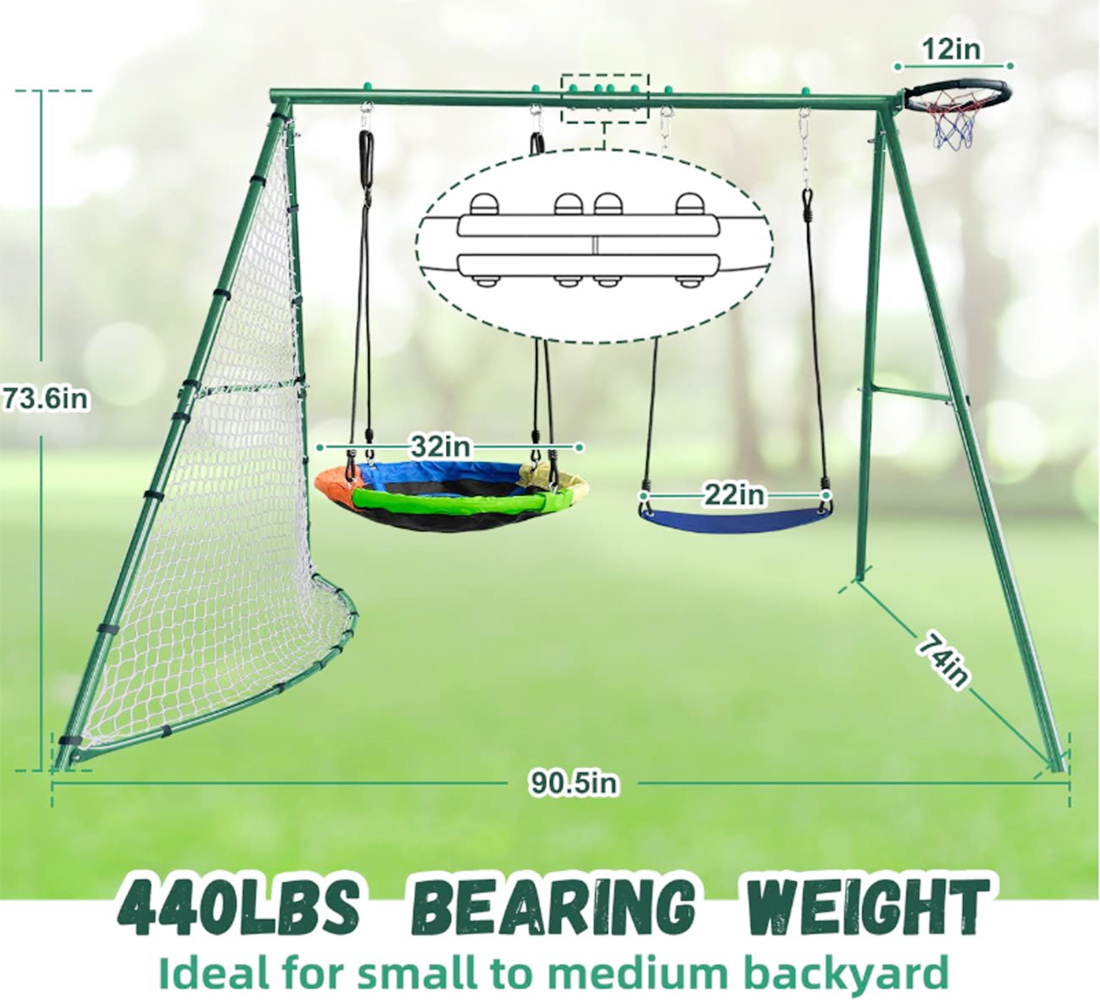 12in
73.6in
32in
22in
74in
90.5in
440LBS BEARING WEIGHT
Ideal for small to medium backyard